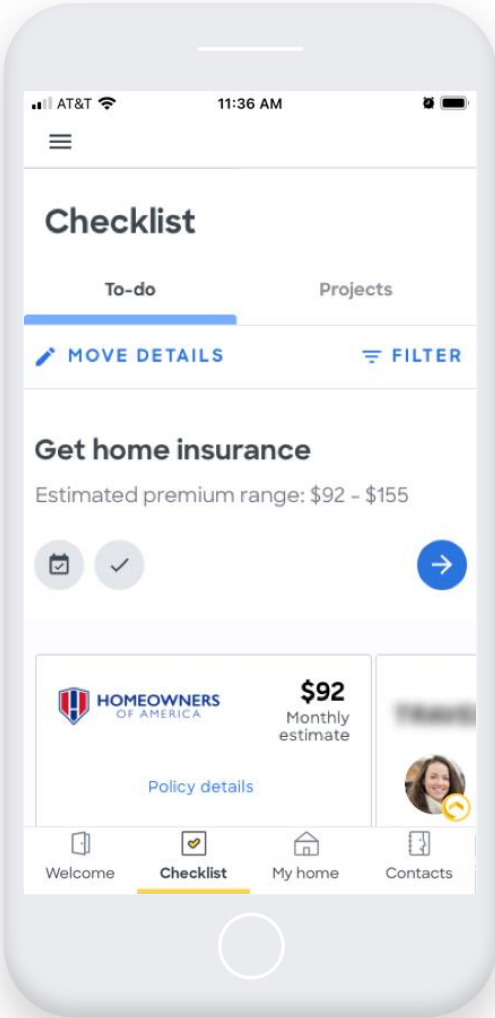 AT&T 11:36 AM
Checklist
To-do Projects
MOVE DETAILS FILTER
Get home insurance
Estimated premium range: $92 – $155
HOMEOWNERS
OF AMERICA
$92
Monthly
estimate
Policy details
Welcome Checklist My home Contacts